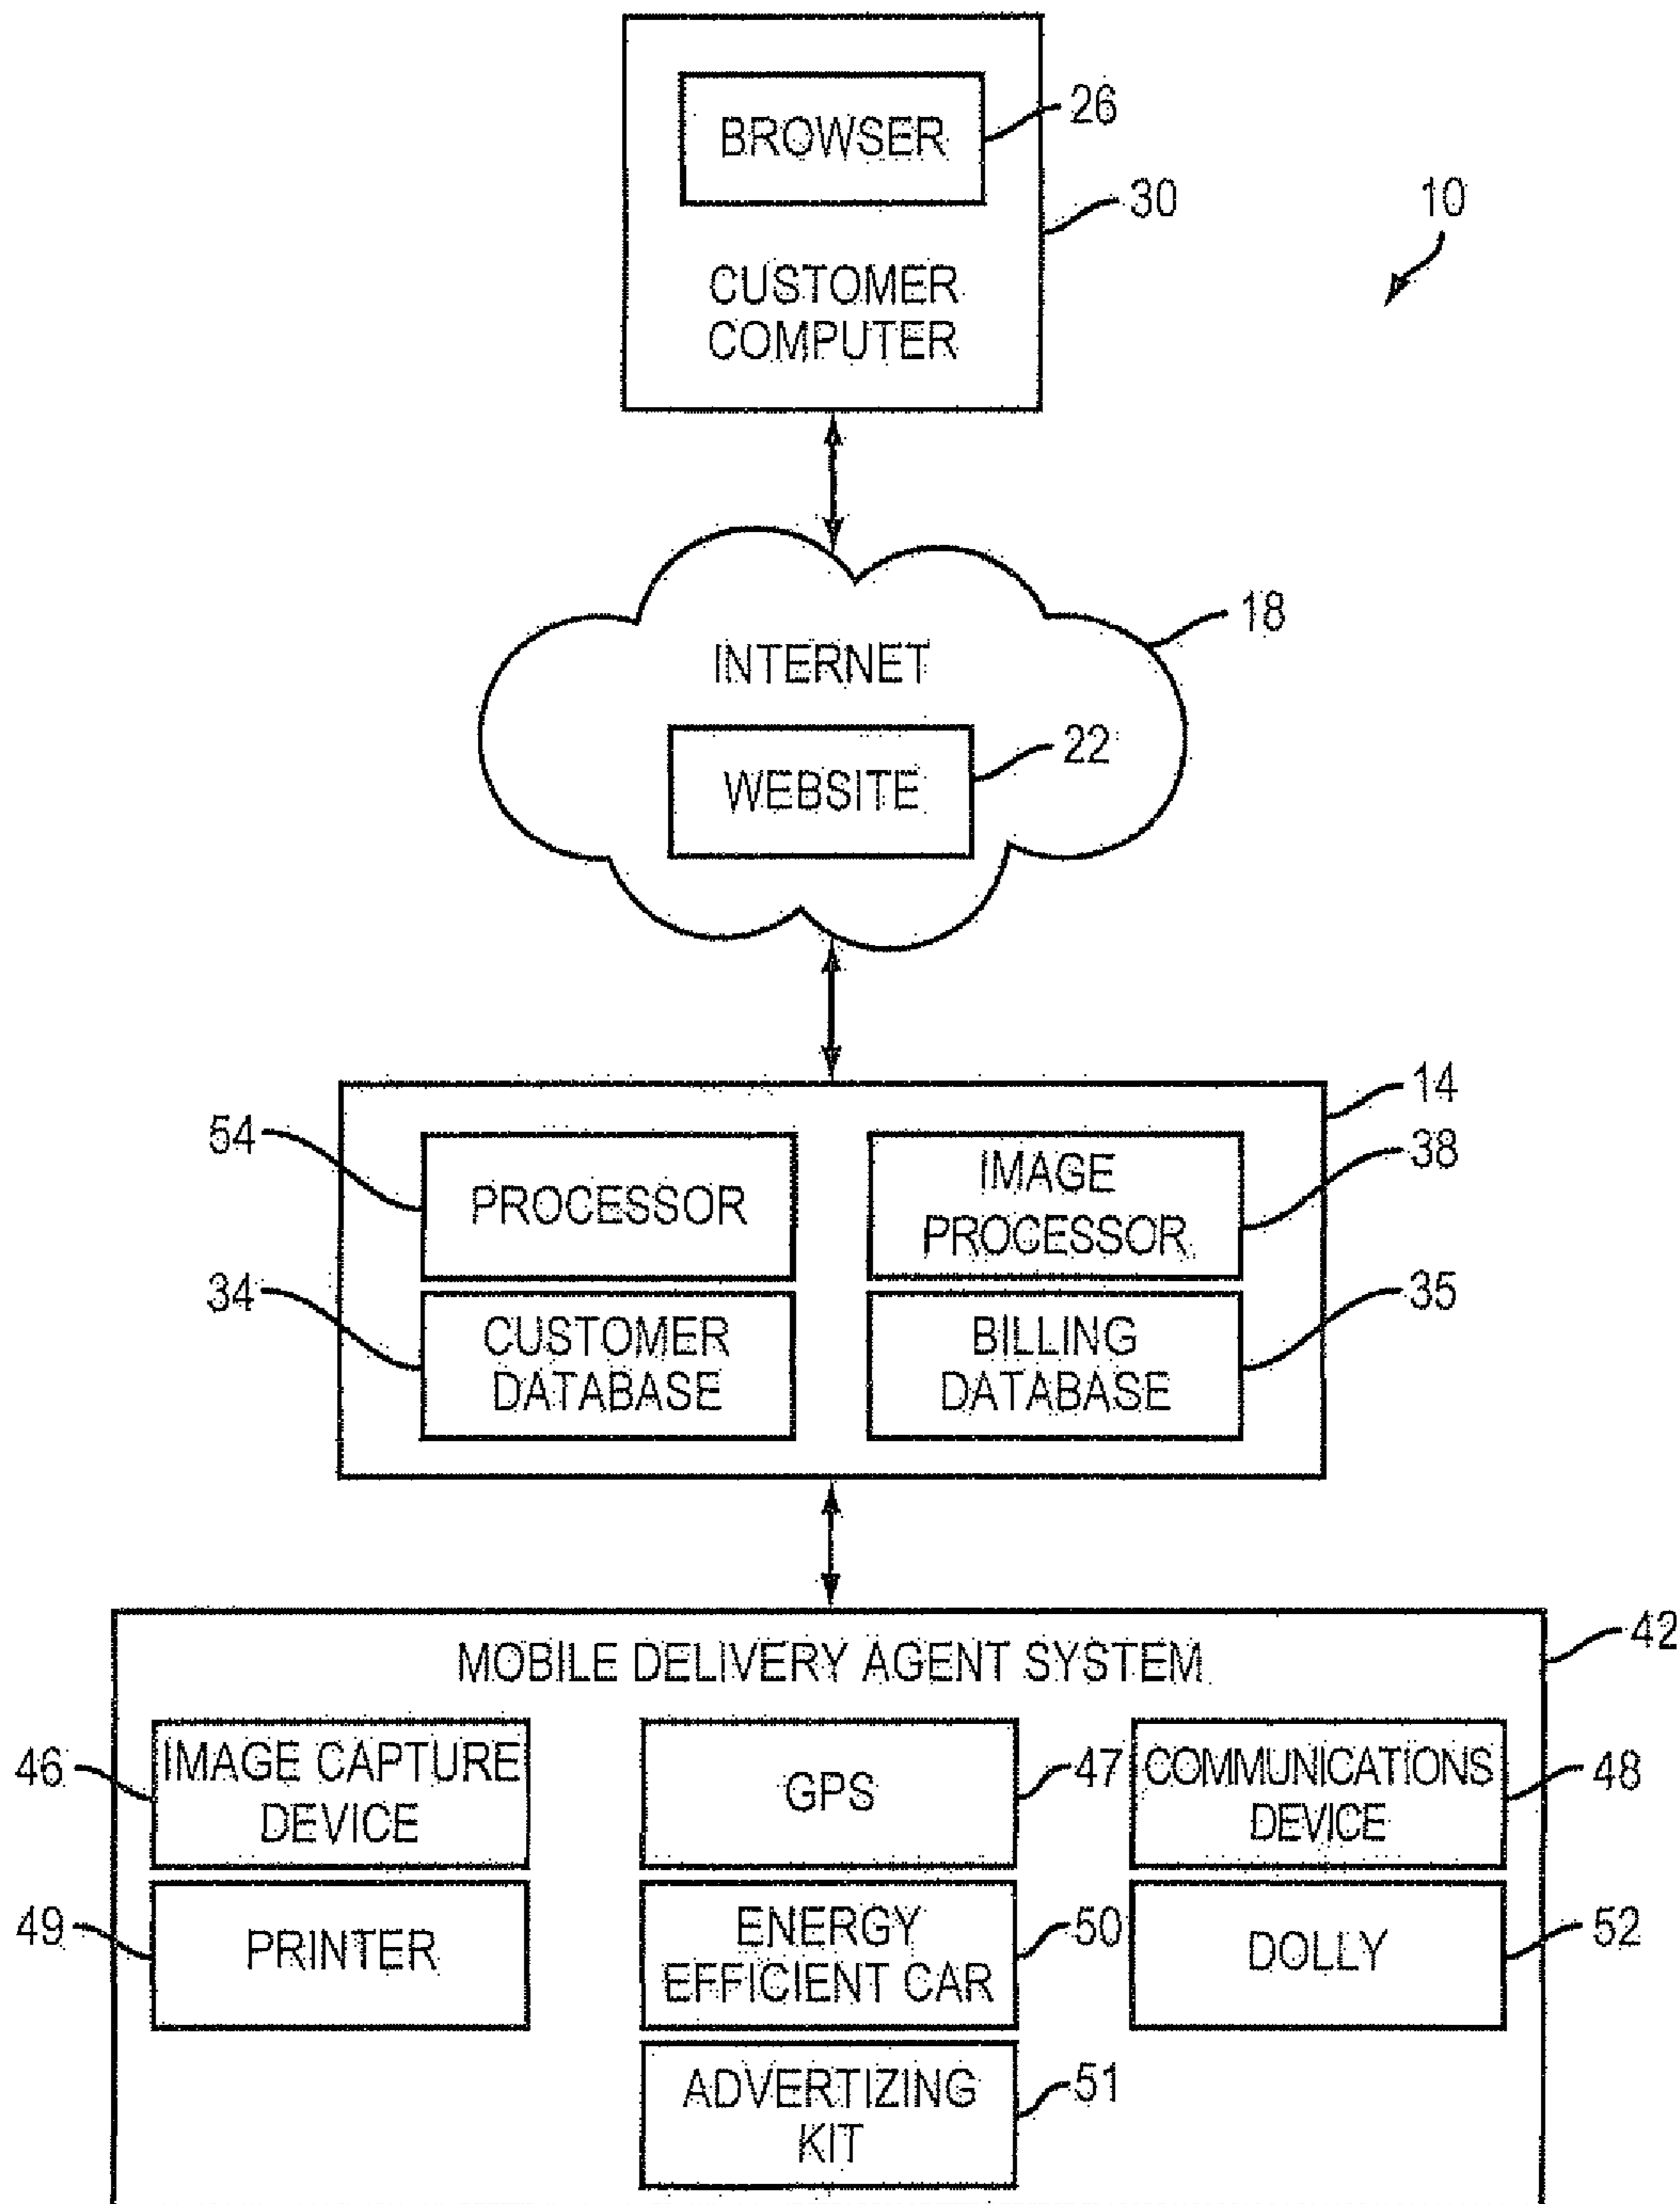 BROWSER
26
CUSTOMER
COMPUTER
30
10
INTERNET
18
WEBSITE
22
14
54
PROCESSOR
IMAGE
PROCESSOR
38
34
CUSTOMER
DATABASE
BILLING
DATABASE
35
MOBILE DELIVERY AGENT SYSTEM
42
46
IMAGE CAPTURE
DEVICE
GPS
47
COMMUNICATIONS
DEVICE
48
49
PRINTER
ENERGY
EFFICIENT CAR
50
DOLLY
52
ADVERTIZING
KIT
51